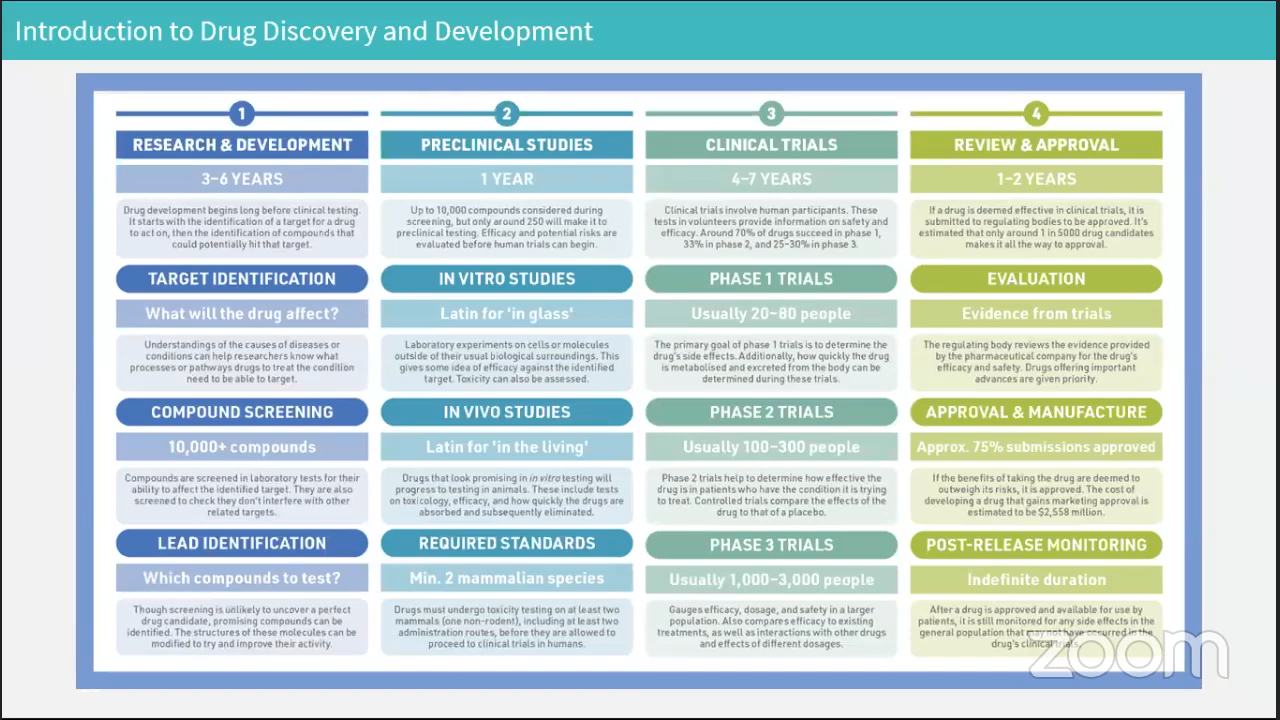 Introduction to Drug Discovery and Development
1
RESEARCH & DEVELOPMENT
3–6 YEARS
Drug development begins long before clinical testing.
It starts with the identification of a target for a drug
to act on, then the identification of compounds that
could potentially hit that target.
TARGET IDENTIFICATION
What will the drug affect?
Understandings of the causes of diseases or
conditions can help researchers know what
processes or pathways drugs to treat the condition
need to be able to target.
COMPOUND SCREENING
10,000+ compounds
Compounds are screened in laboratory tests for their
ability to affect the identified target. They are also
screened to check they don't interfere with other
related targets.
LEAD IDENTIFICATION
Which compounds to test?
Though screening is unlikely to uncover a perfect
drug candidate, promising compounds can be
identified. The structures of these molecules can be
modified to try and improve their activity.
2
PRECLINICAL STUDIES
1 YEAR
Up to 10,000 compounds considered during
screening, but only around 250 will make it to
preclinical testing. Efficacy and potential risks are
evaluated before human trials can begin.
IN VITRO STUDIES
Latin for 'in glass'
Laboratory experiments on cells or molecules
outside of their usual biological surroundings. This
gives some idea of efficacy against the identified
target. Toxicity can also be assessed.
IN VIVO STUDIES
Latin for 'in the living'
Drugs that look promising in in vitro testing will
progress to testing in animals. These include tests
on toxicology, efficacy, and how quickly the drugs are
absorbed and subsequently eliminated.
REQUIRED STANDARDS
Min. 2 mammalian species
Drugs must undergo toxicity testing on at least two
mammals (one non-rodent), including at least two
administration routes, before they are allowed to
proceed to clinical trials in humans.
3
CLINICAL TRIALS
4–7 YEARS
Clinical trials involve human participants. These
tests in volunteers provide information on safety and
efficacy. Around 70% of drugs succeed in phase 1,
33% in phase 2, and 25–30% in phase 3.
PHASE 1 TRIALS
Usually 20–80 people
The primary goal of phase 1 trials is to determine the
drug's side effects. Additionally, how quickly the drug
is metabolised and excreted from the body can be
determined during these trials.
PHASE 2 TRIALS
Usually 100–300 people
Phase 2 trials help to determine how effective the
drug is in patients who have the condition it is trying
to treat. Controlled trials compare the effects of the
drug to that of a placebo.
PHASE 3 TRIALS
Usually 1,000–3,000 people
Gauges efficacy, dosage, and safety in a larger
population. Also compares efficacy to existing
treatments, as well as interactions with other drugs
and effects of different dosages.
4
REVIEW & APPROVAL
1–2 YEARS
If a drug is deemed effective in clinical trials, it is
submitted to regulating bodies to be approved. It's
estimated that only around 1 in 5000 drug candidates
makes it all the way to approval.
EVALUATION
Evidence from trials
The regulating body reviews the evidence provided
by the pharmaceutical company for the drug's
efficacy and safety. Drugs offering important
advances are given priority.
APPROVAL & MANUFACTURE
Approx. 75% submissions approved
If the benefits of taking the drug are deemed to
outweigh its risks, it is approved. The cost of
developing a drug that gains marketing approval is
estimated to be $2,558 million.
POST-RELEASE MONITORING
Indefinite duration
After a drug is approved and available for use by
patients, it is still monitored for any side effects in the
general population that may not have occurred in the
drug's clinical trials.
zoom